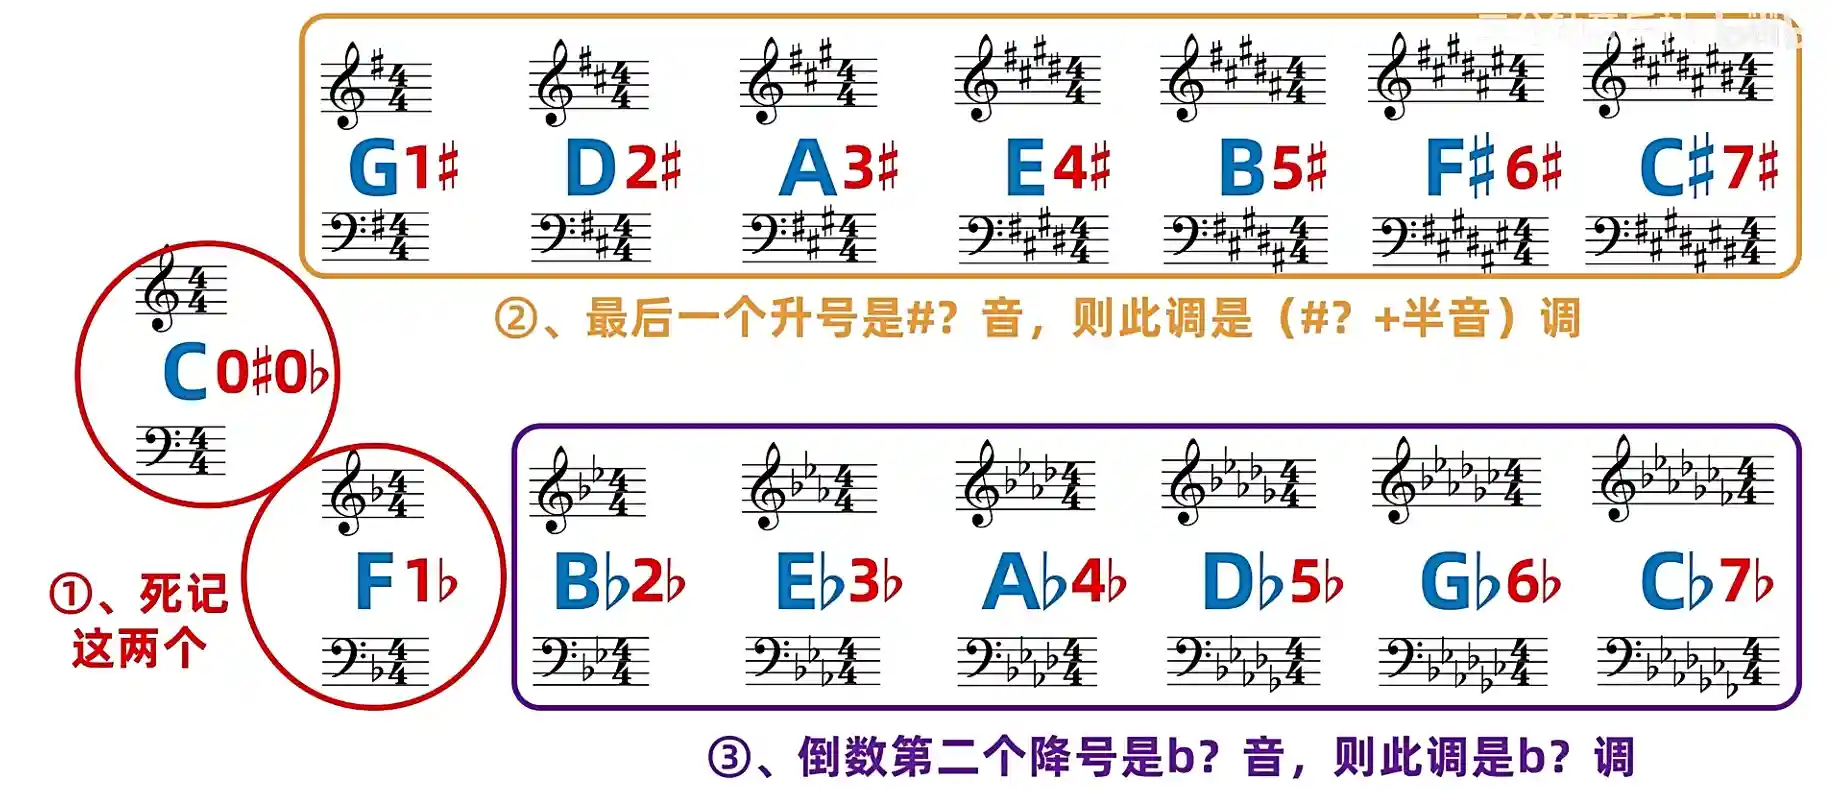 G1♯ D2♯ A3♯ E4♯ B5♯ F♯6♯ C♯7♯
②、最后一个升号是#？音，则此调是（#？+半音）调
C0♯0♭
①、死记
这两个
F1♭ B♭2♭ E♭3♭ A♭4♭ D♭5♭ G♭6♭ C♭7♭
③、倒数第二个降号是b？音，则此调是b？调